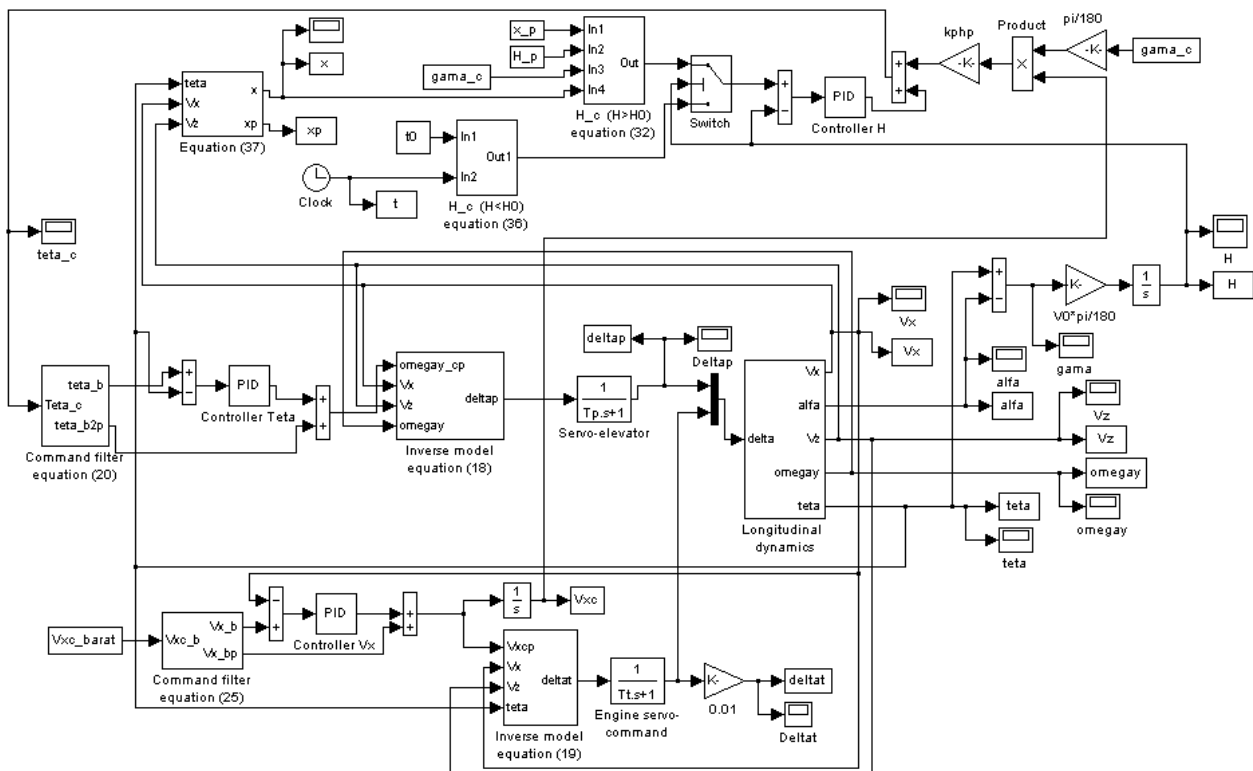 x_p
H_p
gama_c
In1
In2
In3
In4
Out
H_c (H>H0)
equation (32)
Switch
+
−
PID
Controller H
+
+
kphp
-K-
Product
×
pi/180
-K-
gama_c
teta
Vx
Vz
x
xp
Equation (37)
x
xp
t0
Clock
t
In1
In2
Out1
H_c (H<H0)
equation (36)
teta_c
H
H
+
−
K-
V0*pi/180
1
s
Vx
Vx
gama
alfa
alfa
Vz
Vz
omegay
omegay
teta
teta
deltap
Deltap
teta_b
Teta_c
teta_b2p
Command filter
equation (20)
+
−
PID
Controller Teta
+
+
omegay_cp
Vx
Vz
omegay
deltap
Inverse model
equation (18)
1
Tp.s+1
Servo-elevator
delta
Vx
alfa
Vz
omegay
teta
Longitudinal
dynamics
Vxc_barat
Vxc_b
Vx_b
Vx_bp
Command filter
equation (25)
−
+
PID
Controller Vx
+
+
1
s
Vxc
Vxcp
Vx
Vz
teta
deltat
Inverse model
equation (19)
1
Tt.s+1
Engine servo-
command
K-
0.01
deltat
Deltat